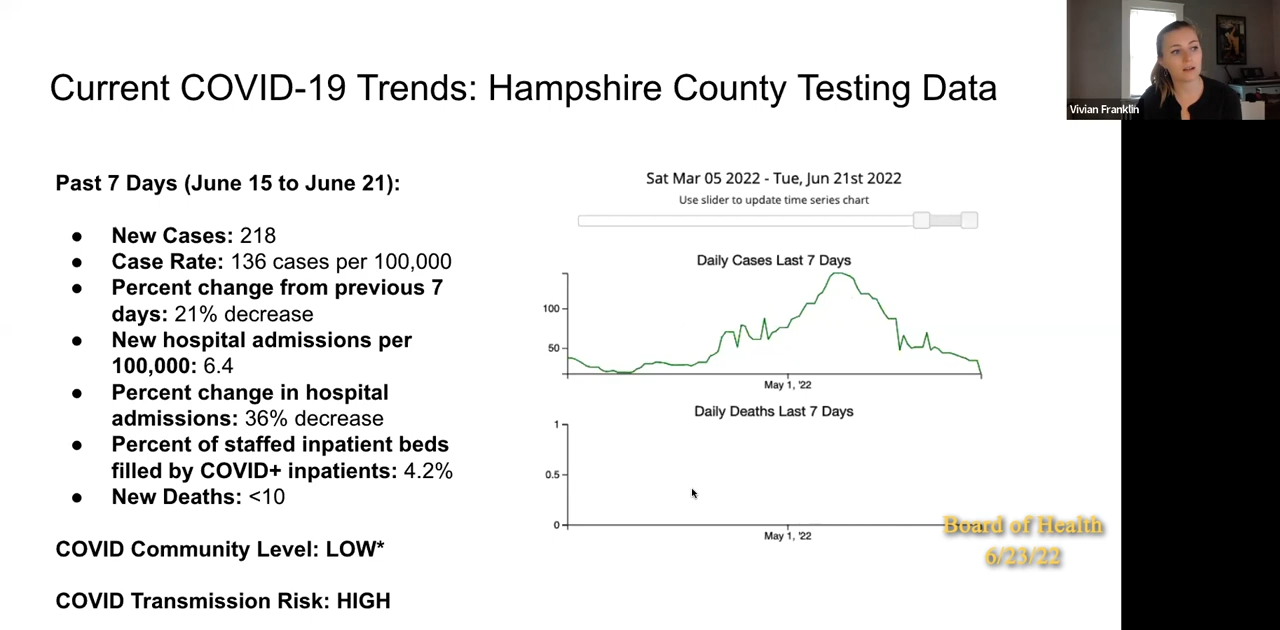 Current COVID-19 Trends: Hampshire County Testing Data
Vivian Franklin
Past 7 Days (June 15 to June 21):
● New Cases: 218
● Case Rate: 136 cases per 100,000
● Percent change from previous 7
days: 21% decrease
● New hospital admissions per
100,000: 6.4
● Percent change in hospital
admissions: 36% decrease
● Percent of staffed inpatient beds
filled by COVID+ inpatients: 4.2%
● New Deaths: <10
COVID Community Level: LOW*
COVID Transmission Risk: HIGH
Sat Mar 05 2022 - Tue, Jun 21st 2022
Use slider to update time series chart
Daily Cases Last 7 Days
100
50
May 1, '22
Daily Deaths Last 7 Days
1
0.5
0
May 1, '22
Board of Health
6/23/22